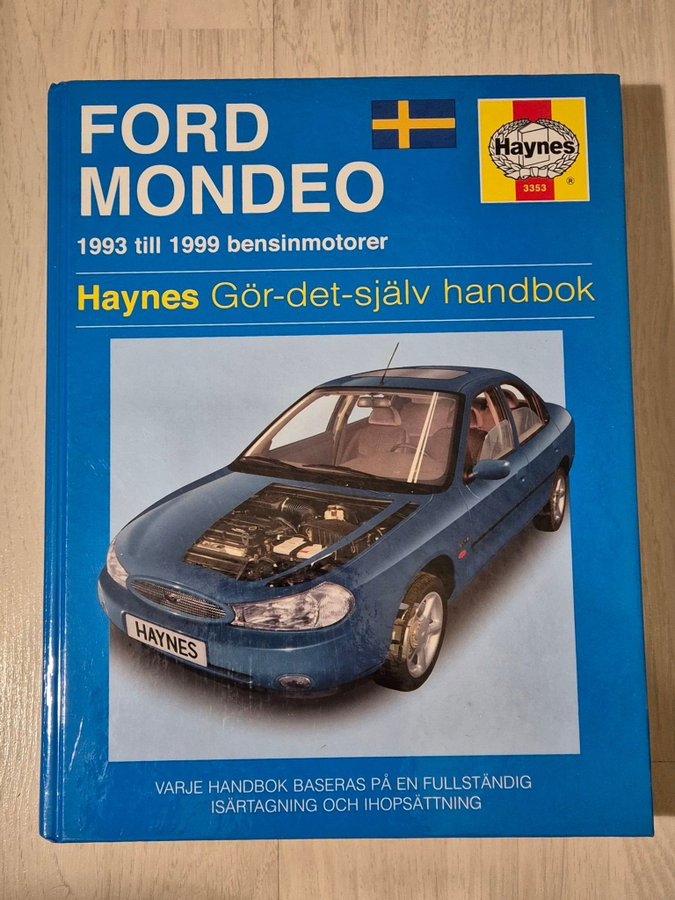 FORD
MONDEO
Haynes
3353
®
1993 till 1999 bensinmotorer
Haynes Gör-det-själv handbok
HAYNES
VARJE HANDBOK BASERAS PÅ EN FULLSTÄNDIG
ISÄRTAGNING OCH IHOPSÄTTNING